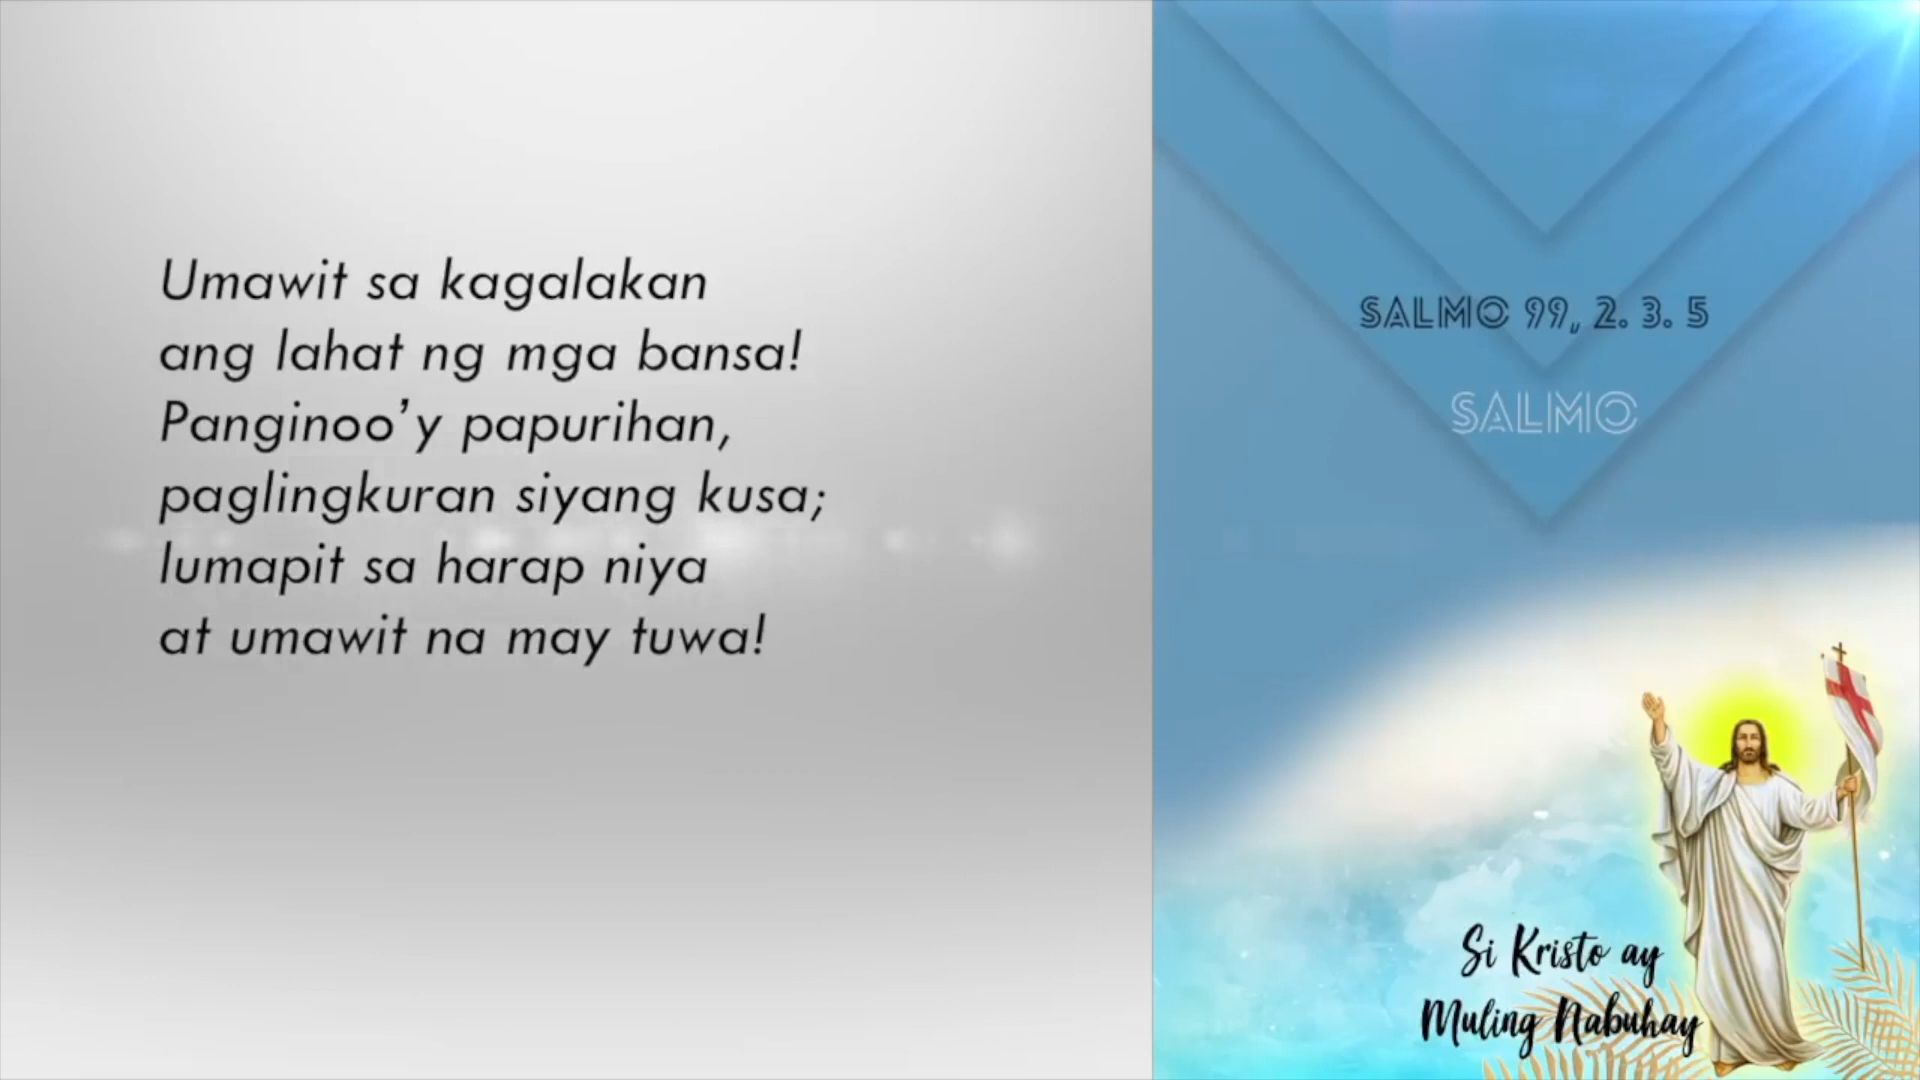 Umawit sa kagalakan
ang lahat ng mga bansa!
Panginoo’y papurihan,
paglingkuran siyang kusa;
lumapit sa harap niya
at umawit na may tuwa!
SALMO 99, 2. 3. 5
SALMO
Si Kristo ay
Muling Nabuhay